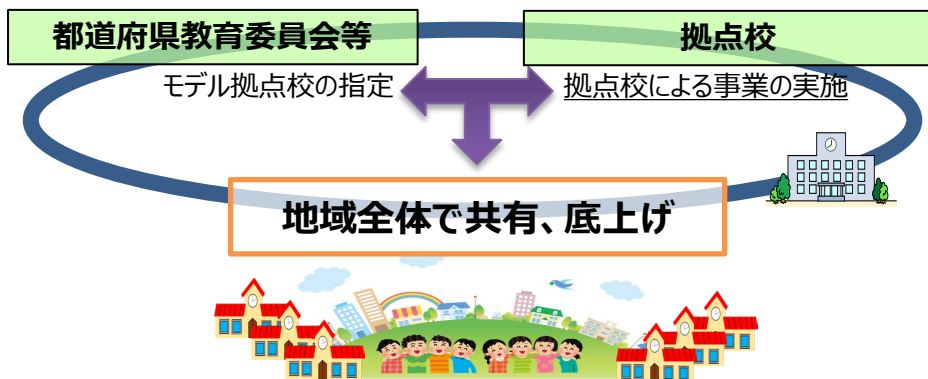 都道府県教育委員会等
拠点校
モデル拠点校の指定
拠点校による事業の実施
地域全体で共有、底上げ